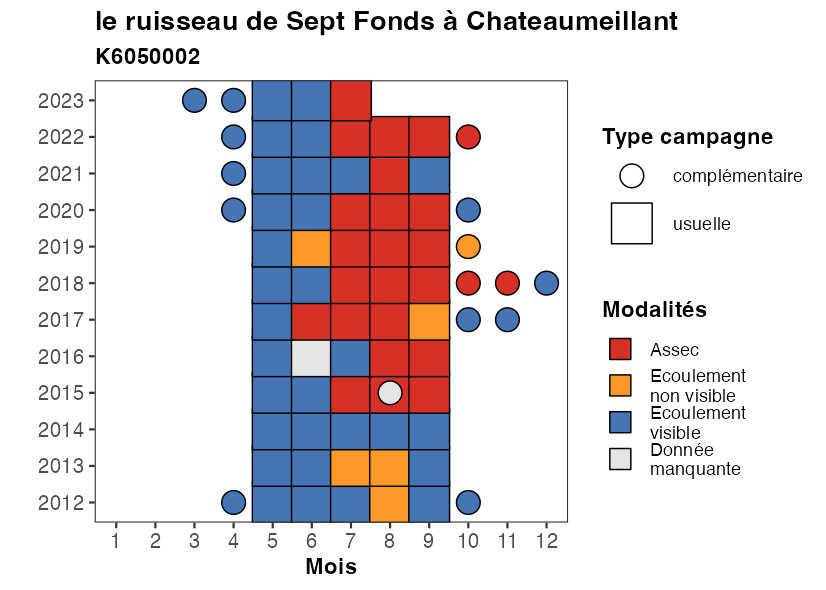 le ruisseau de Sept Fonds à Chateaumeillant
K6050002
2023
2022
2021
2020
2019
2018
2017
2016
2015
2014
2013
2012
1 2 3 4 5 6 7 8 9 10 11 12
Mois
Type campagne
complémentaire
usuelle
Modalités
Assec
Ecoulement
non visible
Ecoulement
visible
Donnée
manquante